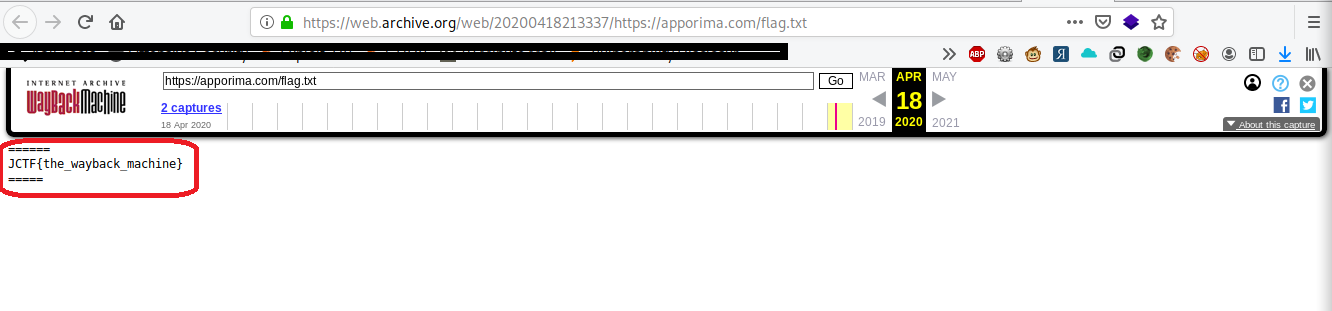 https://web.archive.org/web/20200418213337/https://apporima.com/flag.txt
ABP
Я
INTERNET ARCHIVE
WayBackMachine
https://apporima.com/flag.txt
Go
MAR
APR
MAY
2 captures
18
18 Apr 2020
2019
2020
2021
About this capture
======
JCTF{the_wayback_machine}
=====